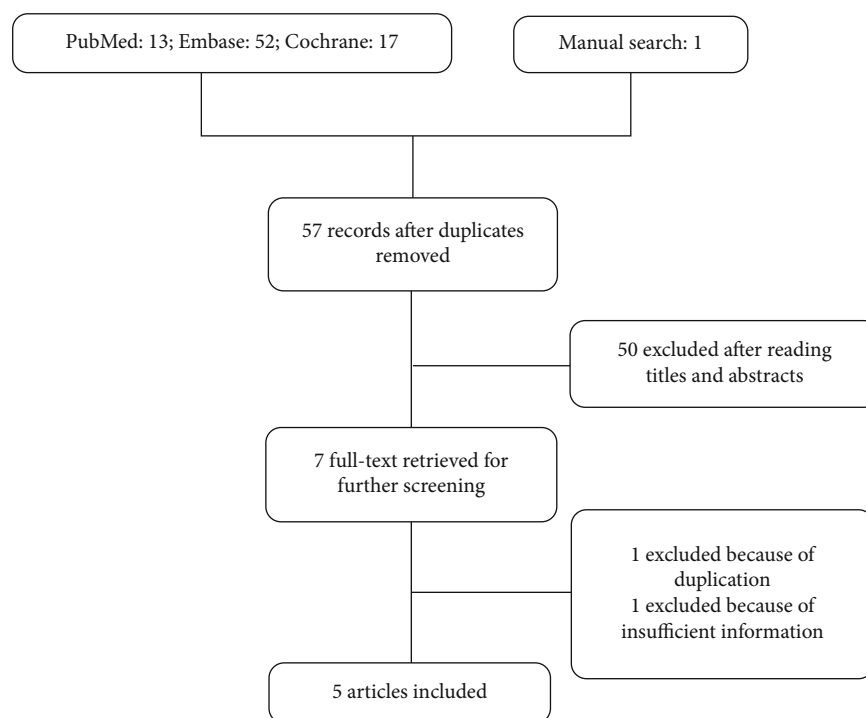 PubMed: 13; Embase: 52; Cochrane: 17
Manual search: 1
57 records after duplicates
removed
50 excluded after reading
titles and abstracts
7 full-text retrieved for
further screening
1 excluded because of
duplication
1 excluded because of
insufficient information
5 articles included